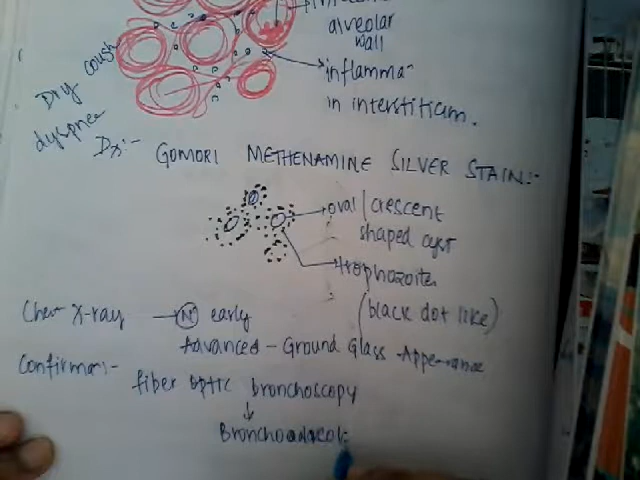 alveolar
wall
inflamma
in interstitium.
Dry cough
dyspnea
Dx:-
GOMORI METHENAMINE SILVER STAIN:-
oval/crescent
shaped cyst
trophozoite
(black dot like)
Chest X-ray → N early
Advanced - Ground Glass Appearance
Confirm:-
fiber optic bronchoscopy
↓